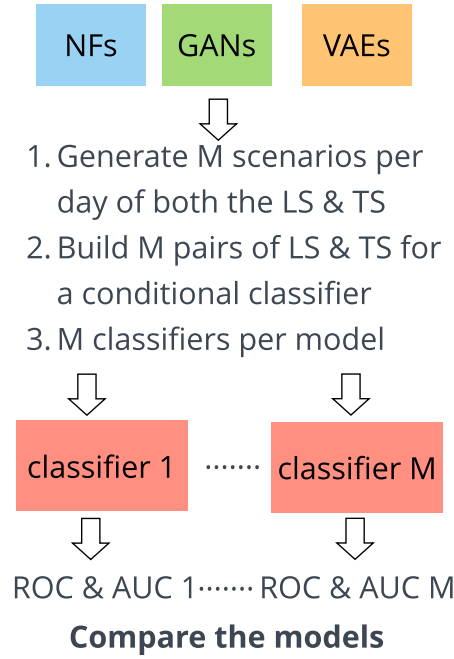 NFs GANs VAEs
1. Generate M scenarios per
day of both the LS & TS
2. Build M pairs of LS & TS for
a conditional classifier
3. M classifiers per model
classifier 1 ....... classifier M
ROC & AUC 1....... ROC & AUC M
Compare the models